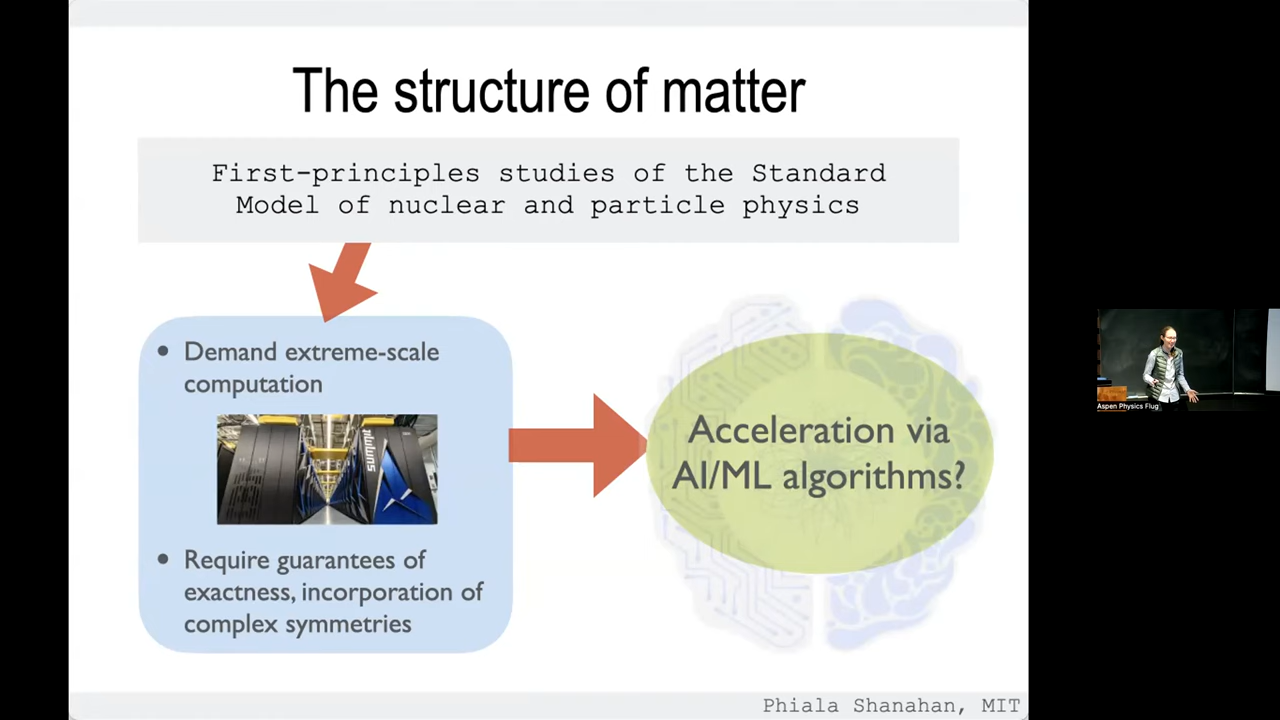 The structure of matter
First-principles studies of the Standard
Model of nuclear and particle physics
• Demand extreme-scale
computation
SUMMIT
• Require guarantees of
exactness, incorporation of
complex symmetries
Acceleration via
AI/ML algorithms?
Aspen Physics Flug
Phiala Shanahan, MIT